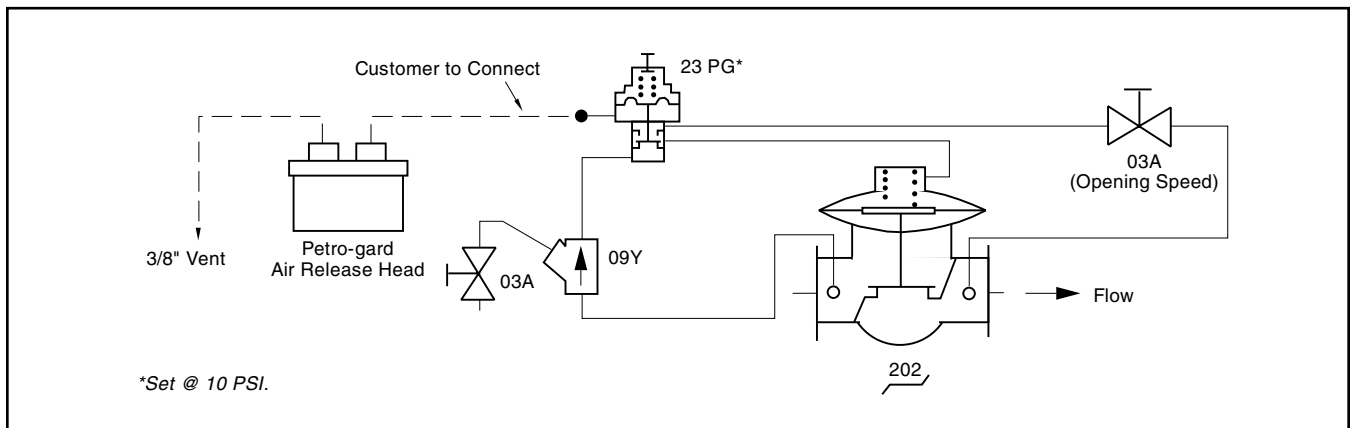 Customer to Connect
23 PG*
03A
(Opening Speed)
3/8" Vent
Petro-gard
Air Release Head
03A
09Y
Flow
202
*Set @ 10 PSI.